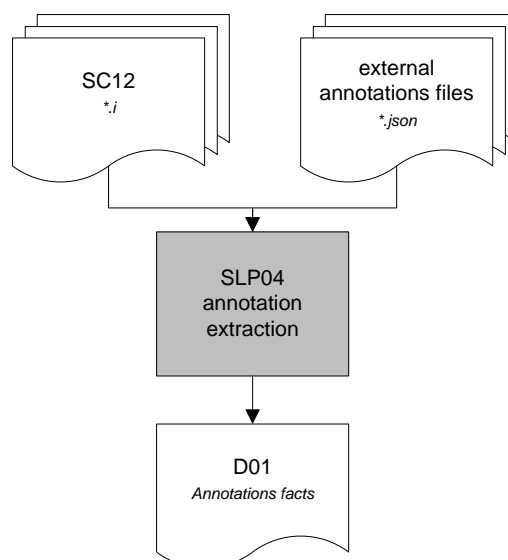 SC12
*.i
external
annotations files
*.json
SLP04
annotation
extraction
D01
Annotations facts